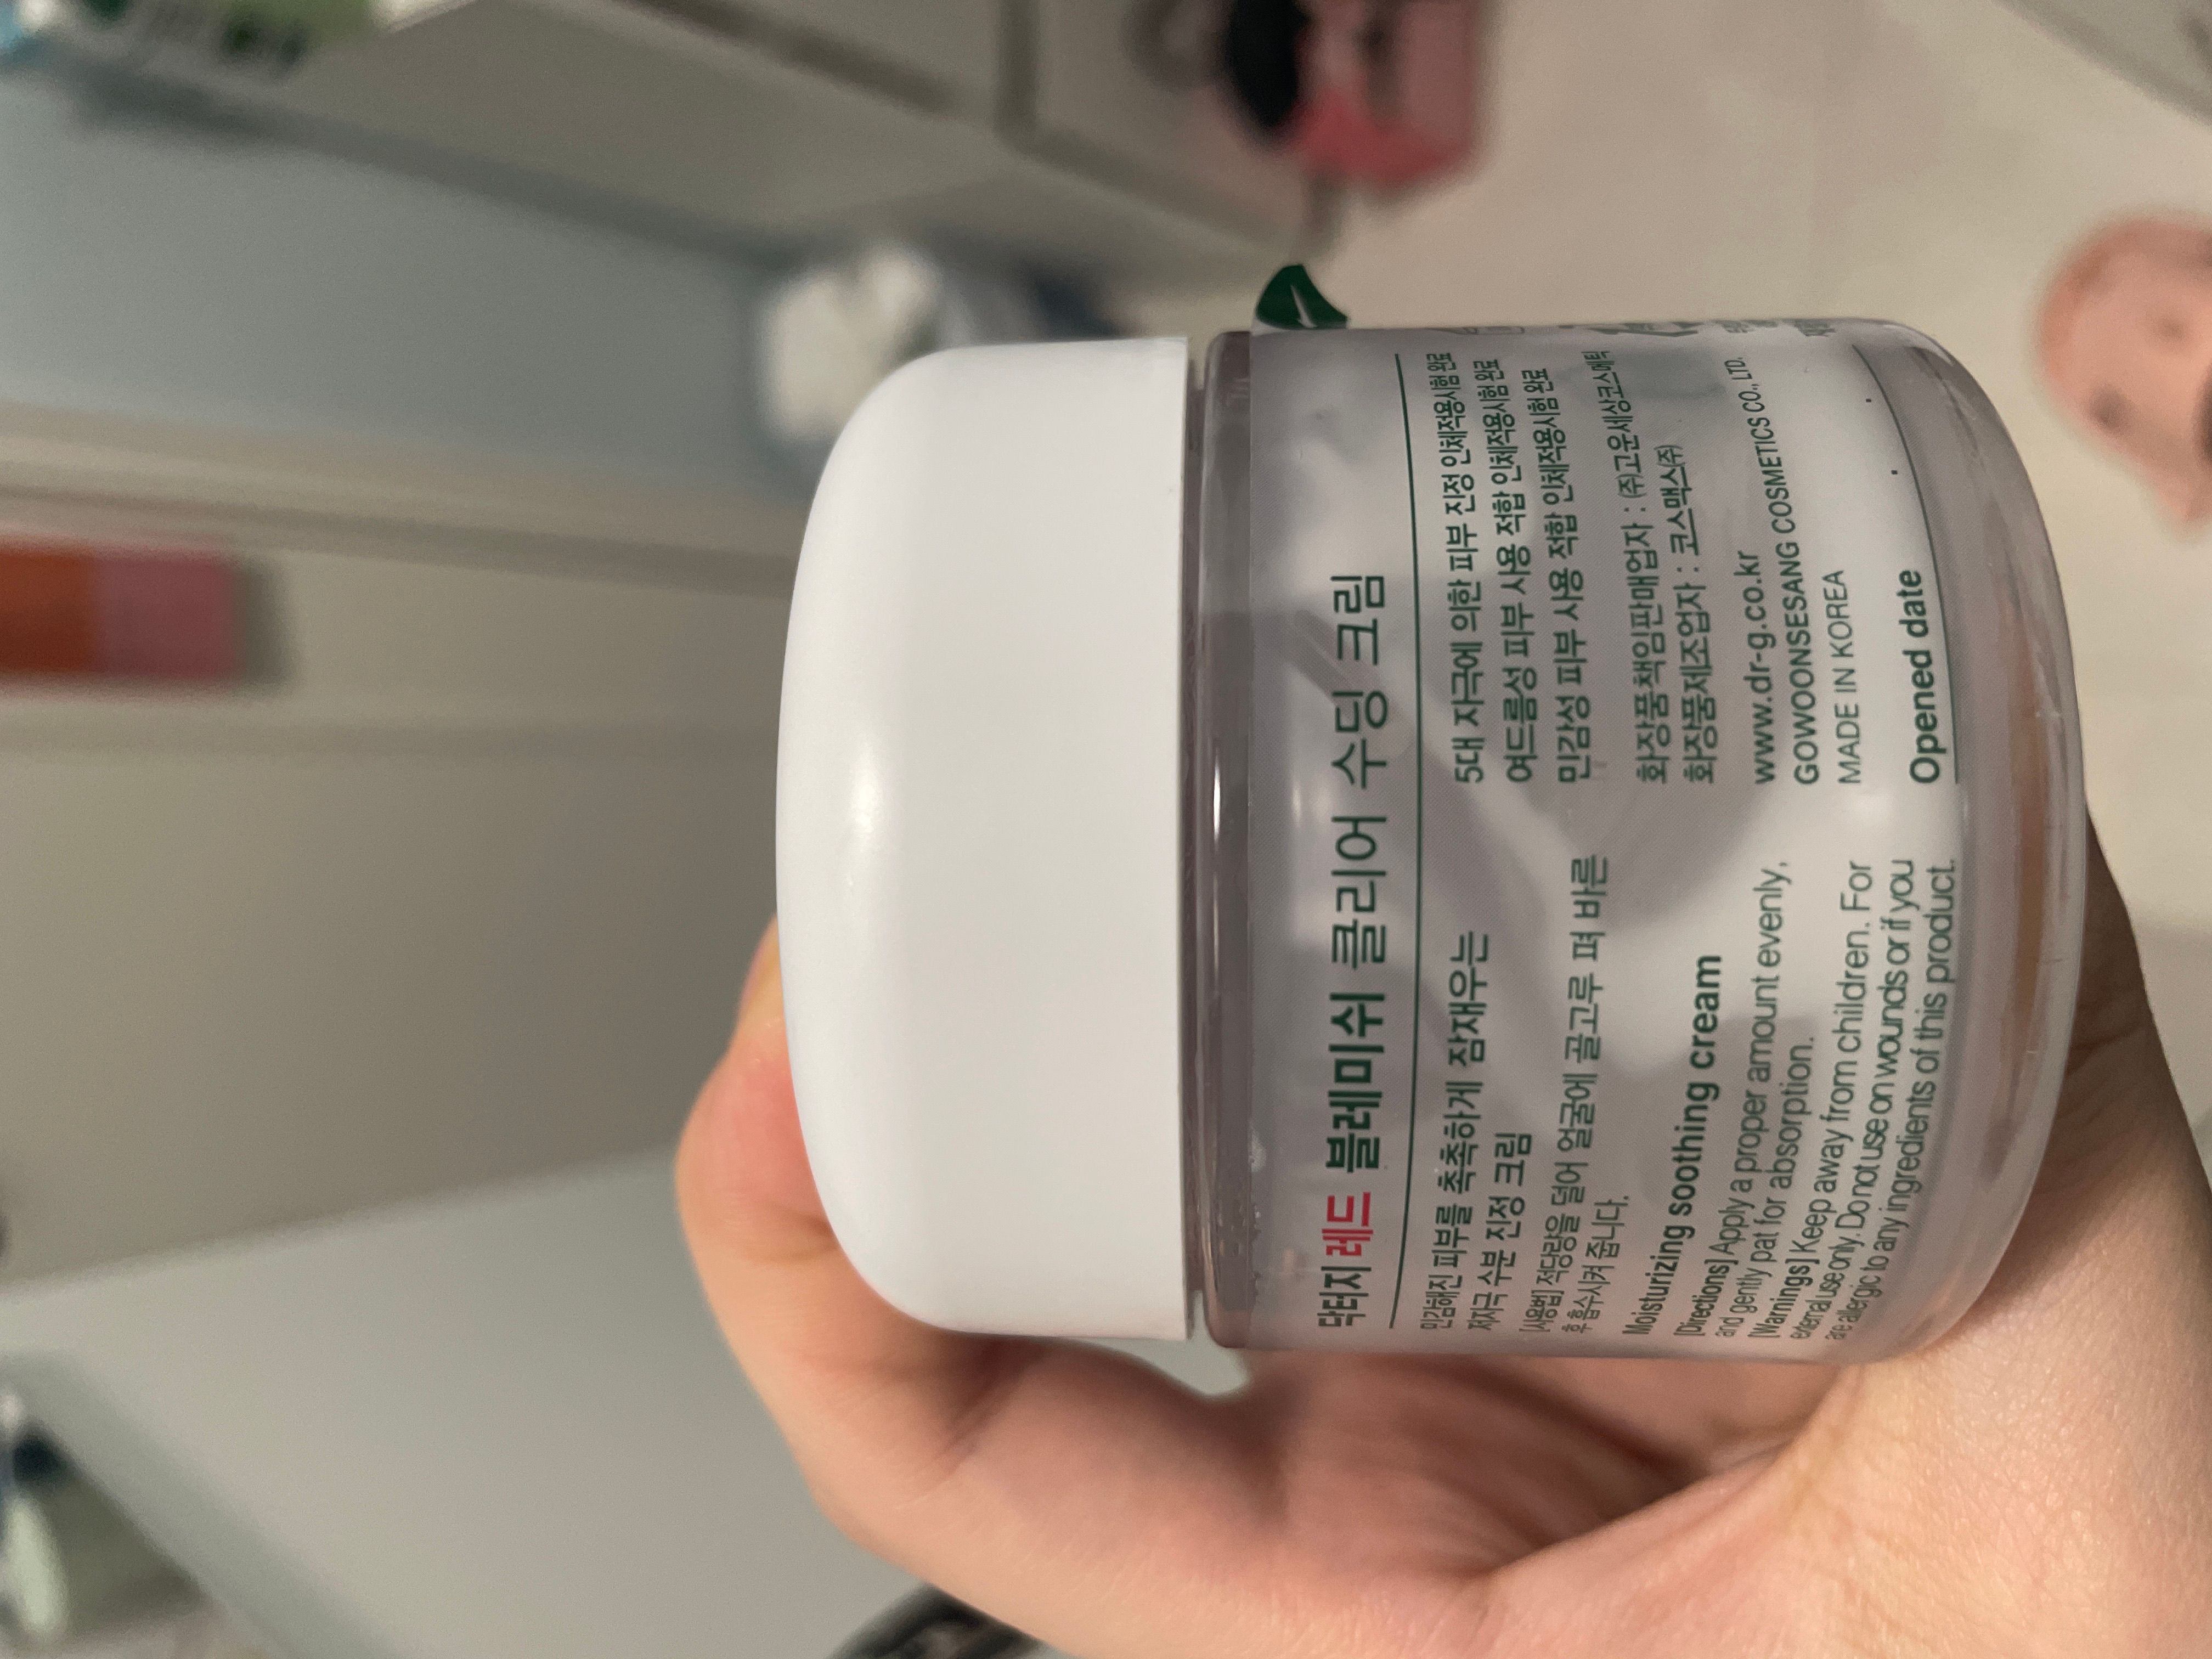 닥터지 레드 블레미쉬 클리어 수딩 크림
민감해진 피부를 촉촉하게 잠재우는
저자극 수분 진정 크림
[사용법] 적당량을 덜어 얼굴에 골고루 펴 바른
후 흡수시켜 줍니다.
Moisturizing soothing cream
[Directions] Apply a proper amount evenly,
and gently pat for absorption.
[Warnings] Keep away from children. For
external use only. Do not use on wounds or if you
are allergic to any ingredients of this product.
5대 자극에 의한 피부 진정 인체적용시험 완료
여드름성 피부 사용 적합 인체적용시험 완료
민감성 피부 사용 적합 인체적용시험 완료
화장품책임판매업자 : (주)고운세상코스메틱
화장품제조업자 : 코스맥스(주)
www.dr-g.co.kr
GOWOONSESANG COSMETICS CO., LTD.
MADE IN KOREA
Opened date . .